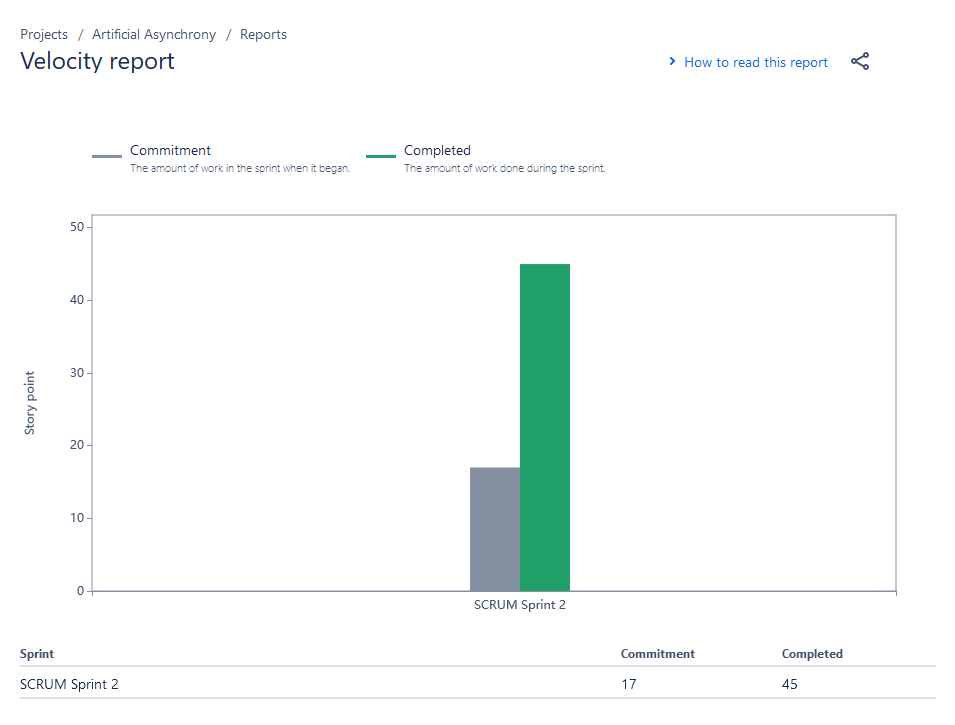 Projects / Artificial Asynchrony / Reports
Velocity report
How to read this report
Commitment
The amount of work in the sprint when it began.
Completed
The amount of work done during the sprint.
50
40
30
20
10
0
Story point
SCRUM Sprint 2
Sprint Commitment Completed
SCRUM Sprint 2 17 45